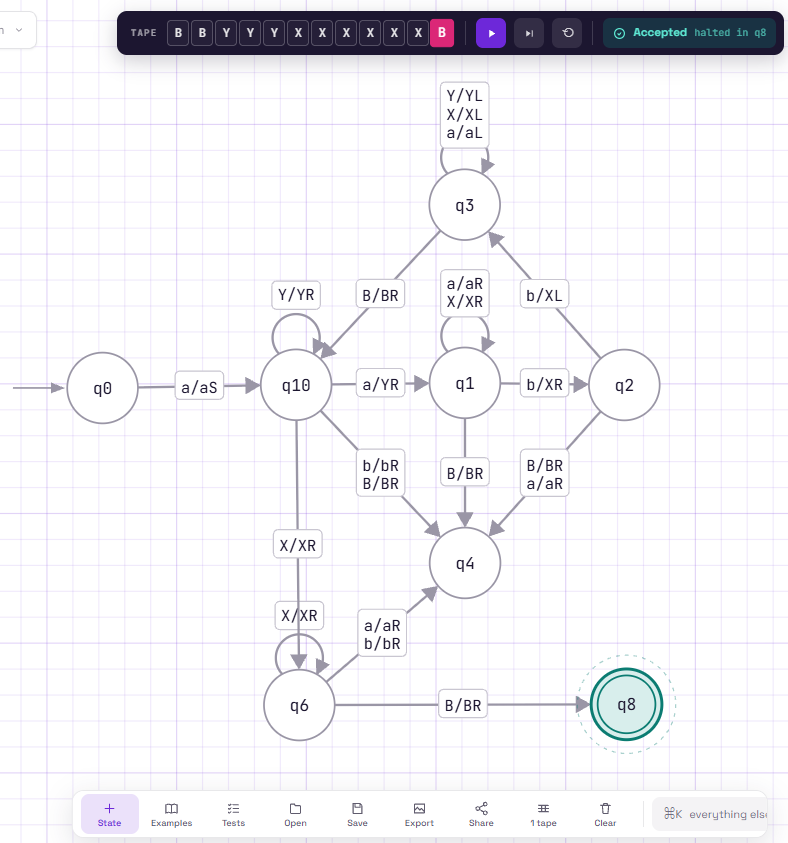 n
TAPE B B Y Y Y X X X X X X B Accepted halted in q8
Y/YL
X/XL
a/aL
q3
Y/YR
B/BR
a/aR
X/XR
b/XL
q0
a/aS
q10
a/YR
q1
b/XR
q2
b/bR
B/BR
B/BR
B/BR
a/aR
X/XR
q4
X/XR
a/aR
b/bR
q6
B/BR
q8
State Examples Tests Open Save Export Share 1 tape Clear ⌘K everything else